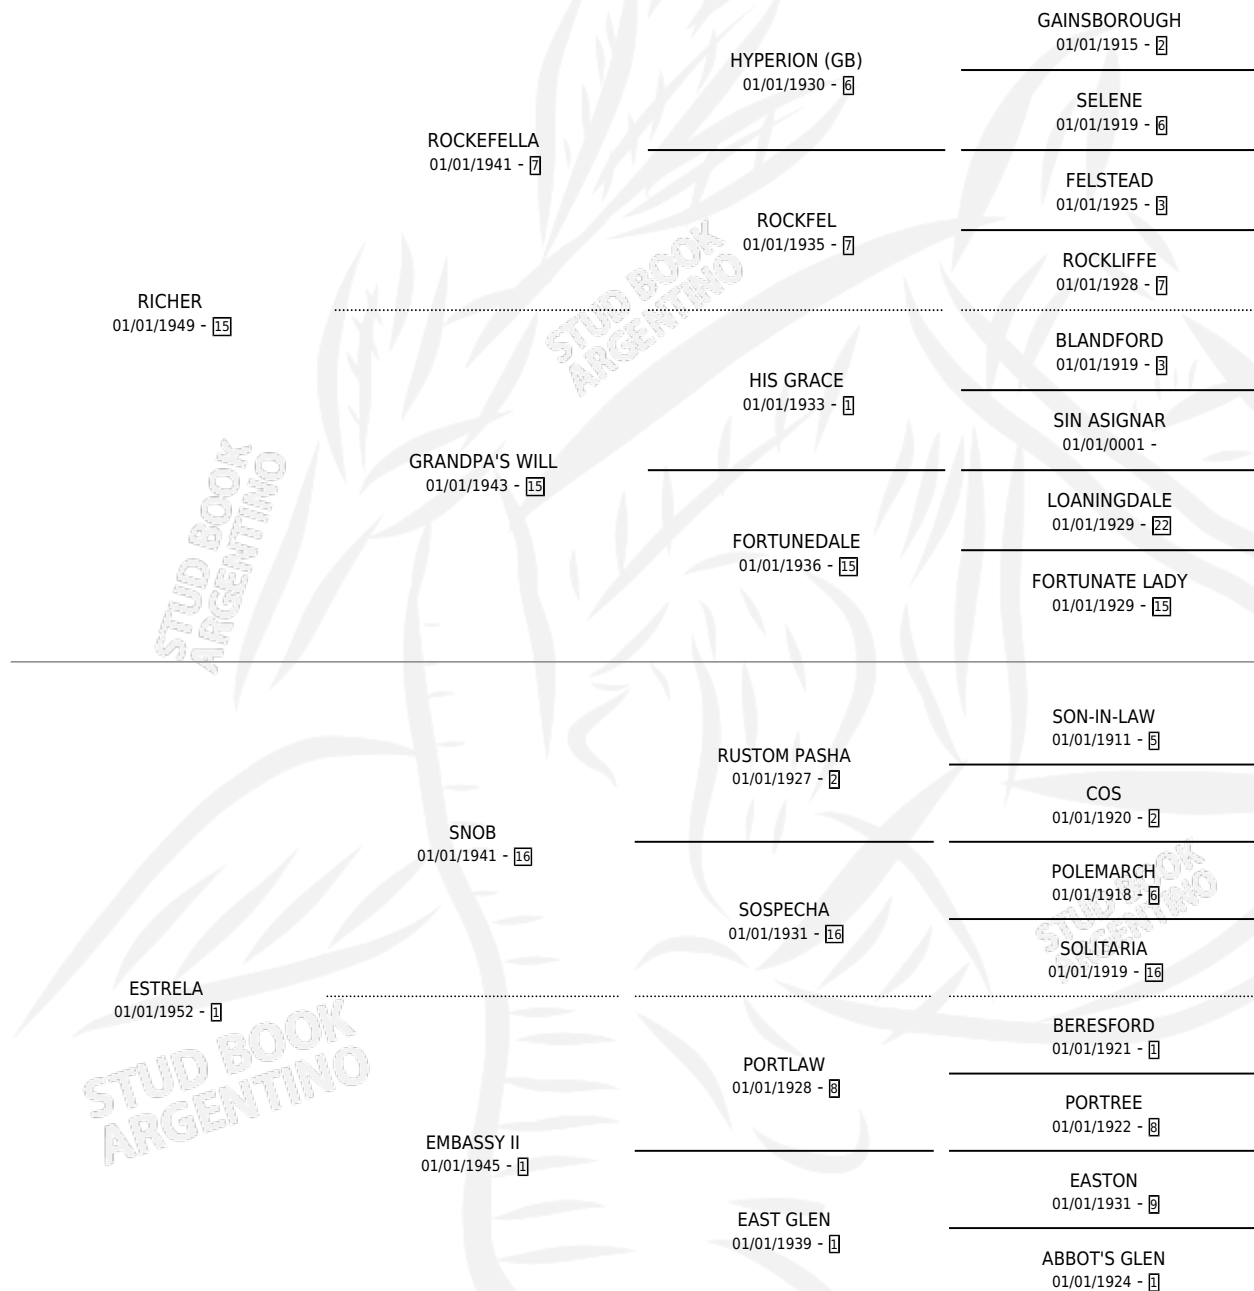 GAINSBOROUGH
01/01/1915 - 2
HYPERION (GB)
01/01/1930 - 6
SELENE
01/01/1919 - 6
ROCKEFELLA
01/01/1941 - 7
FELSTEAD
01/01/1925 - 3
ROCKFEL
01/01/1935 - 7
ROCKLIFFE
01/01/1928 - 7
RICHER
01/01/1949 - 15
BLANDFORD
01/01/1919 - 3
HIS GRACE
01/01/1933 - 1
SIN ASIGNAR
01/01/0001 -
GRANDPA'S WILL
01/01/1943 - 15
LOANINGDALE
01/01/1929 - 22
FORTUNEDALE
01/01/1936 - 15
FORTUNATE LADY
01/01/1929 - 15
SON-IN-LAW
01/01/1911 - 5
RUSTOM PASHA
01/01/1927 - 2
COS
01/01/1920 - 2
SNOB
01/01/1941 - 16
POLEMARCH
01/01/1918 - 6
SOSPECHA
01/01/1931 - 16
SOLITARIA
01/01/1919 - 16
ESTRELA
01/01/1952 - 1
BERESFORD
01/01/1921 - 1
PORTLAW
01/01/1928 - 8
PORTREE
01/01/1922 - 8
EMBASSY II
01/01/1945 - 1
EASTON
01/01/1931 - 9
EAST GLEN
01/01/1939 - 1
ABBOT'S GLEN
01/01/1924 - 1
STUD BOOK
ARGENTINO
STUD BOOK
ARGENTINO
STUD BOOK
ARGENTINO
STUD BOOK
ARGENTINO